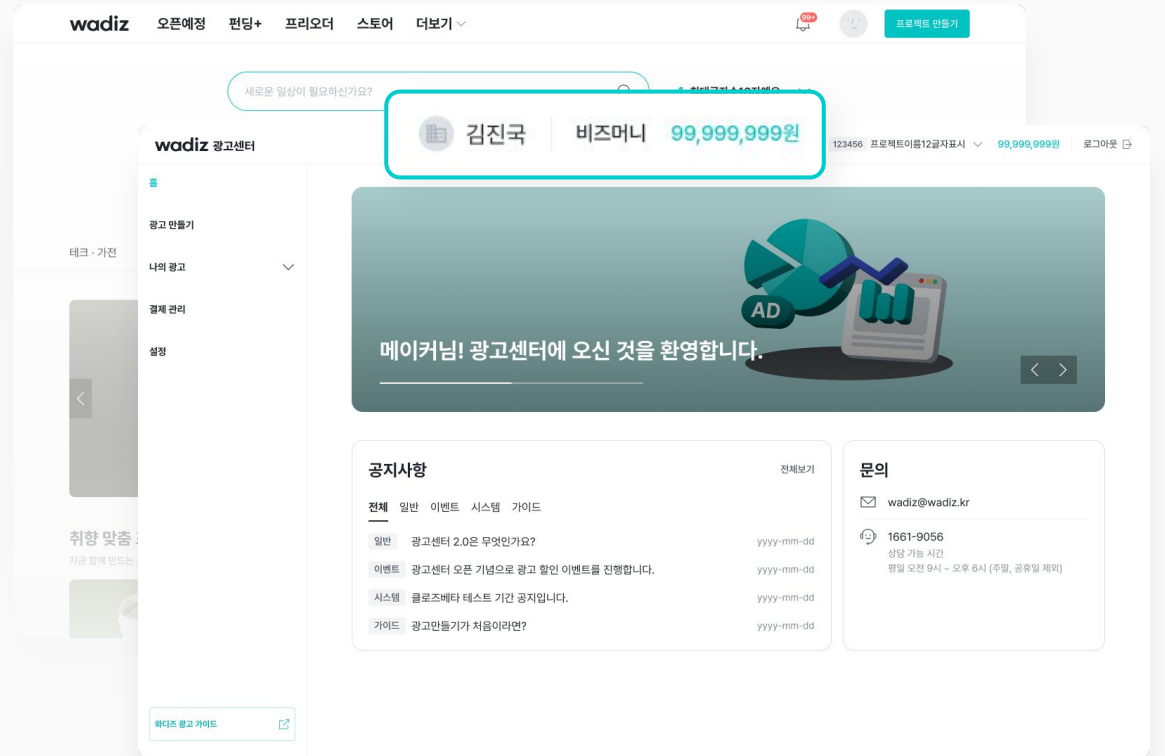 wadiz 오픈예정 펀딩+ 프리오더 스토어 더보기 99+ 프로젝트 만들기
새로운 일상이 필요하신가요?
김진국 비즈머니 99,999,999원
wadiz 광고센터 123456 프로젝트이름12글자표시 99,999,999원 로그아웃
홈
광고 만들기
나의 광고
결제 관리
설정
테크 · 가전
AD
메이커님! 광고센터에 오신 것을 환영합니다.
공지사항 전체보기
전체 일반 이벤트 시스템 가이드
일반 광고센터 2.0은 무엇인가요? yyyy-mm-dd
이벤트 광고센터 오픈 기념으로 광고 할인 이벤트를 진행합니다. yyyy-mm-dd
시스템 클로즈베타 테스트 기간 공지입니다. yyyy-mm-dd
가이드 광고만들기가 처음이라면? yyyy-mm-dd
문의
wadiz@wadiz.kr
1661-9056
상담 가능 시간
평일 오전 9시 ~ 오후 6시 (주말, 공휴일 제외)
취향 맞춤
지금 함께 만드는
와디즈 광고 가이드